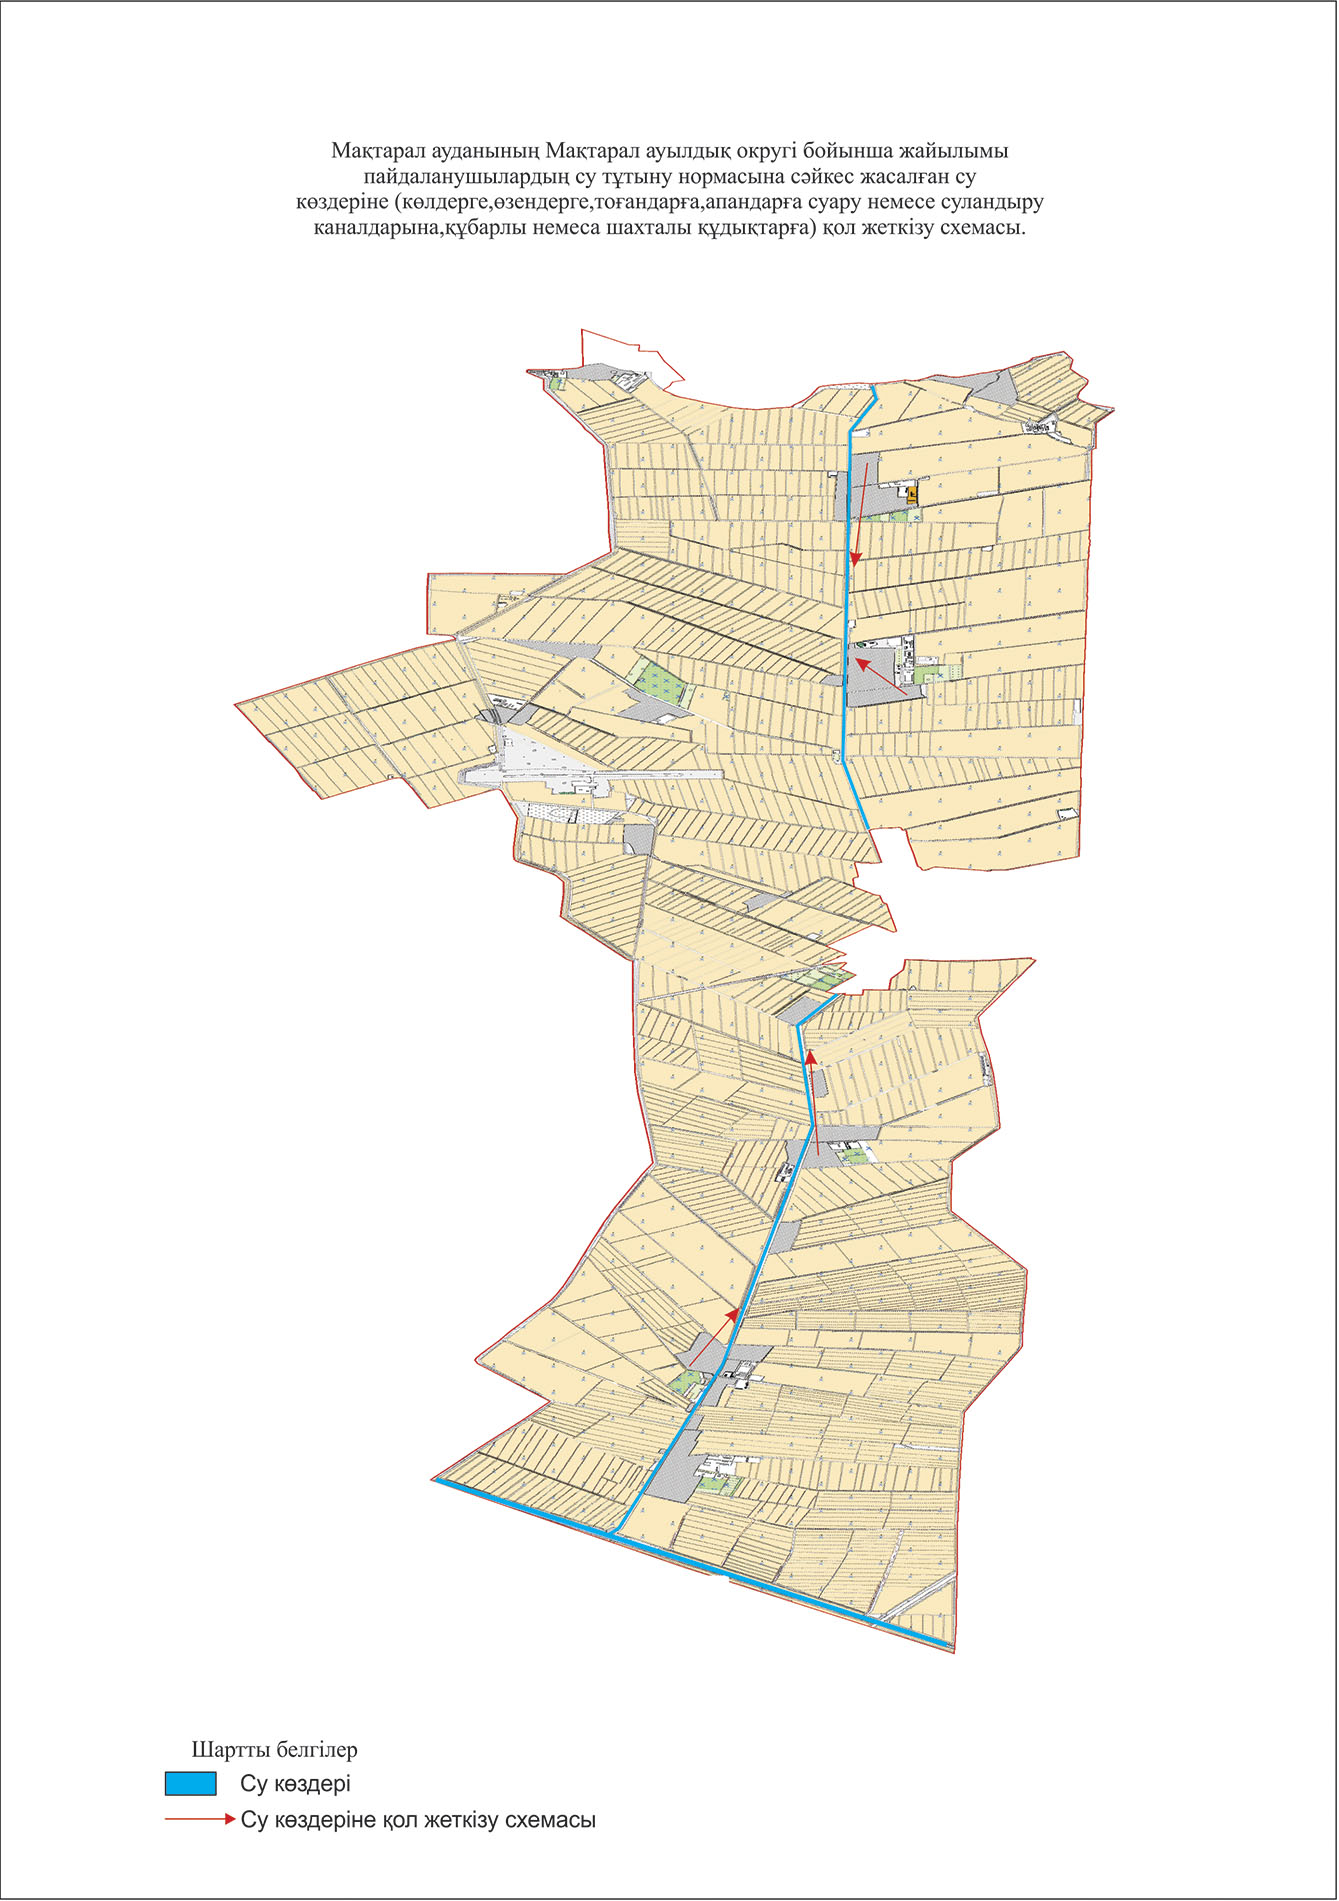 Мақтарал ауданының Мақтарал ауылдық округі бойынша жайылымы
пайдаланушылардың су тұтыну нормасына сәйкес жасалған су
көздеріне (көлдерге,өзендерге,тоғандарға,апандарға суару немесе суландыру
каналдарына,құбарлы немеса шахталы құдықтарға) қол жеткізу схемасы.
Шартты белгілер
Су көздері
Су көздеріне қол жеткізу схемасы